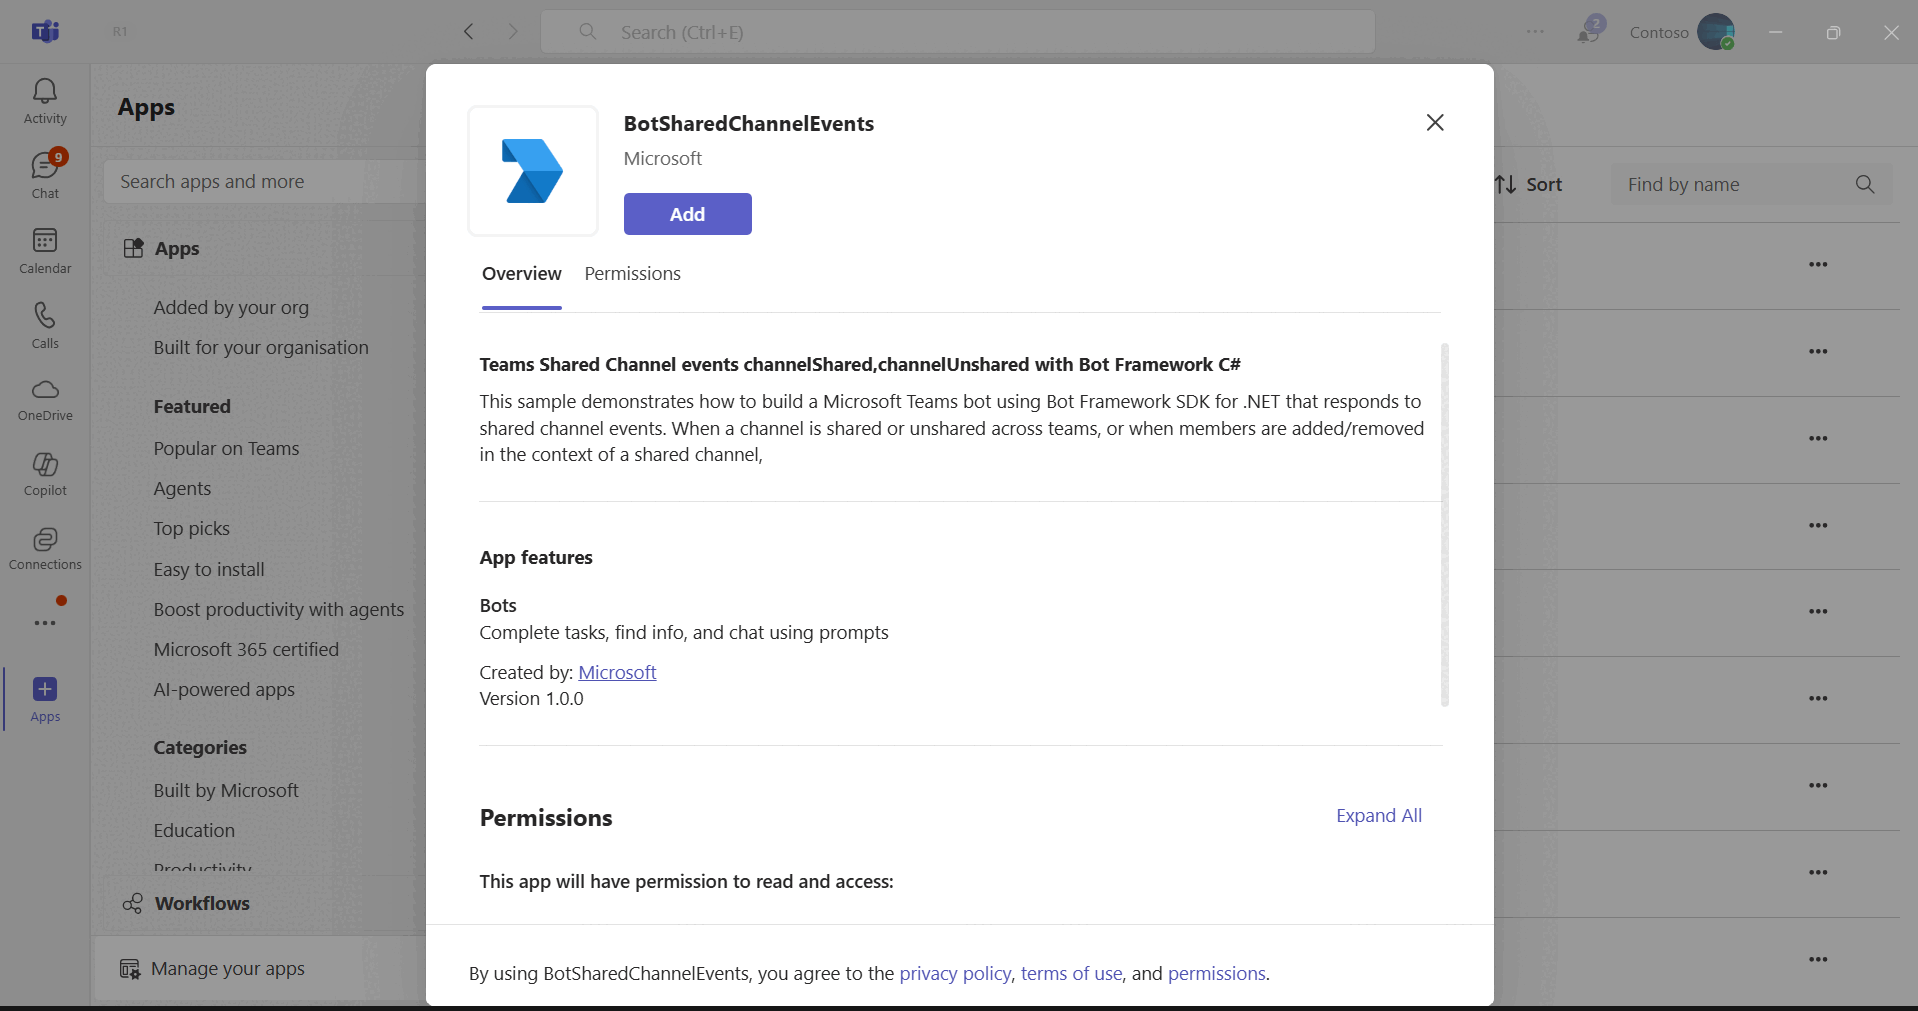 R1
Search (Ctrl+E)
2
Contoso
Activity
9
Chat
Calendar
Calls
OneDrive
Copilot
Connections
Apps
Apps
Search apps and more
Apps
Added by your org
Built for your organisation
Featured
Popular on Teams
Agents
Top picks
Easy to install
Boost productivity with agents
Microsoft 365 certified
AI-powered apps
Categories
Built by Microsoft
Education
Productivity
Workflows
Manage your apps
BotSharedChannelEvents
Microsoft
Add
Overview Permissions
Teams Shared Channel events channelShared,channelUnshared with Bot Framework C#
This sample demonstrates how to build a Microsoft Teams bot using Bot Framework SDK for .NET that responds to
shared channel events. When a channel is shared or unshared across teams, or when members are added/removed
in the context of a shared channel,
App features
Bots
Complete tasks, find info, and chat using prompts
Created by: Microsoft
Version 1.0.0
Permissions
Expand All
This app will have permission to read and access:
By using BotSharedChannelEvents, you agree to the privacy policy, terms of use, and permissions.
Sort
Find by name